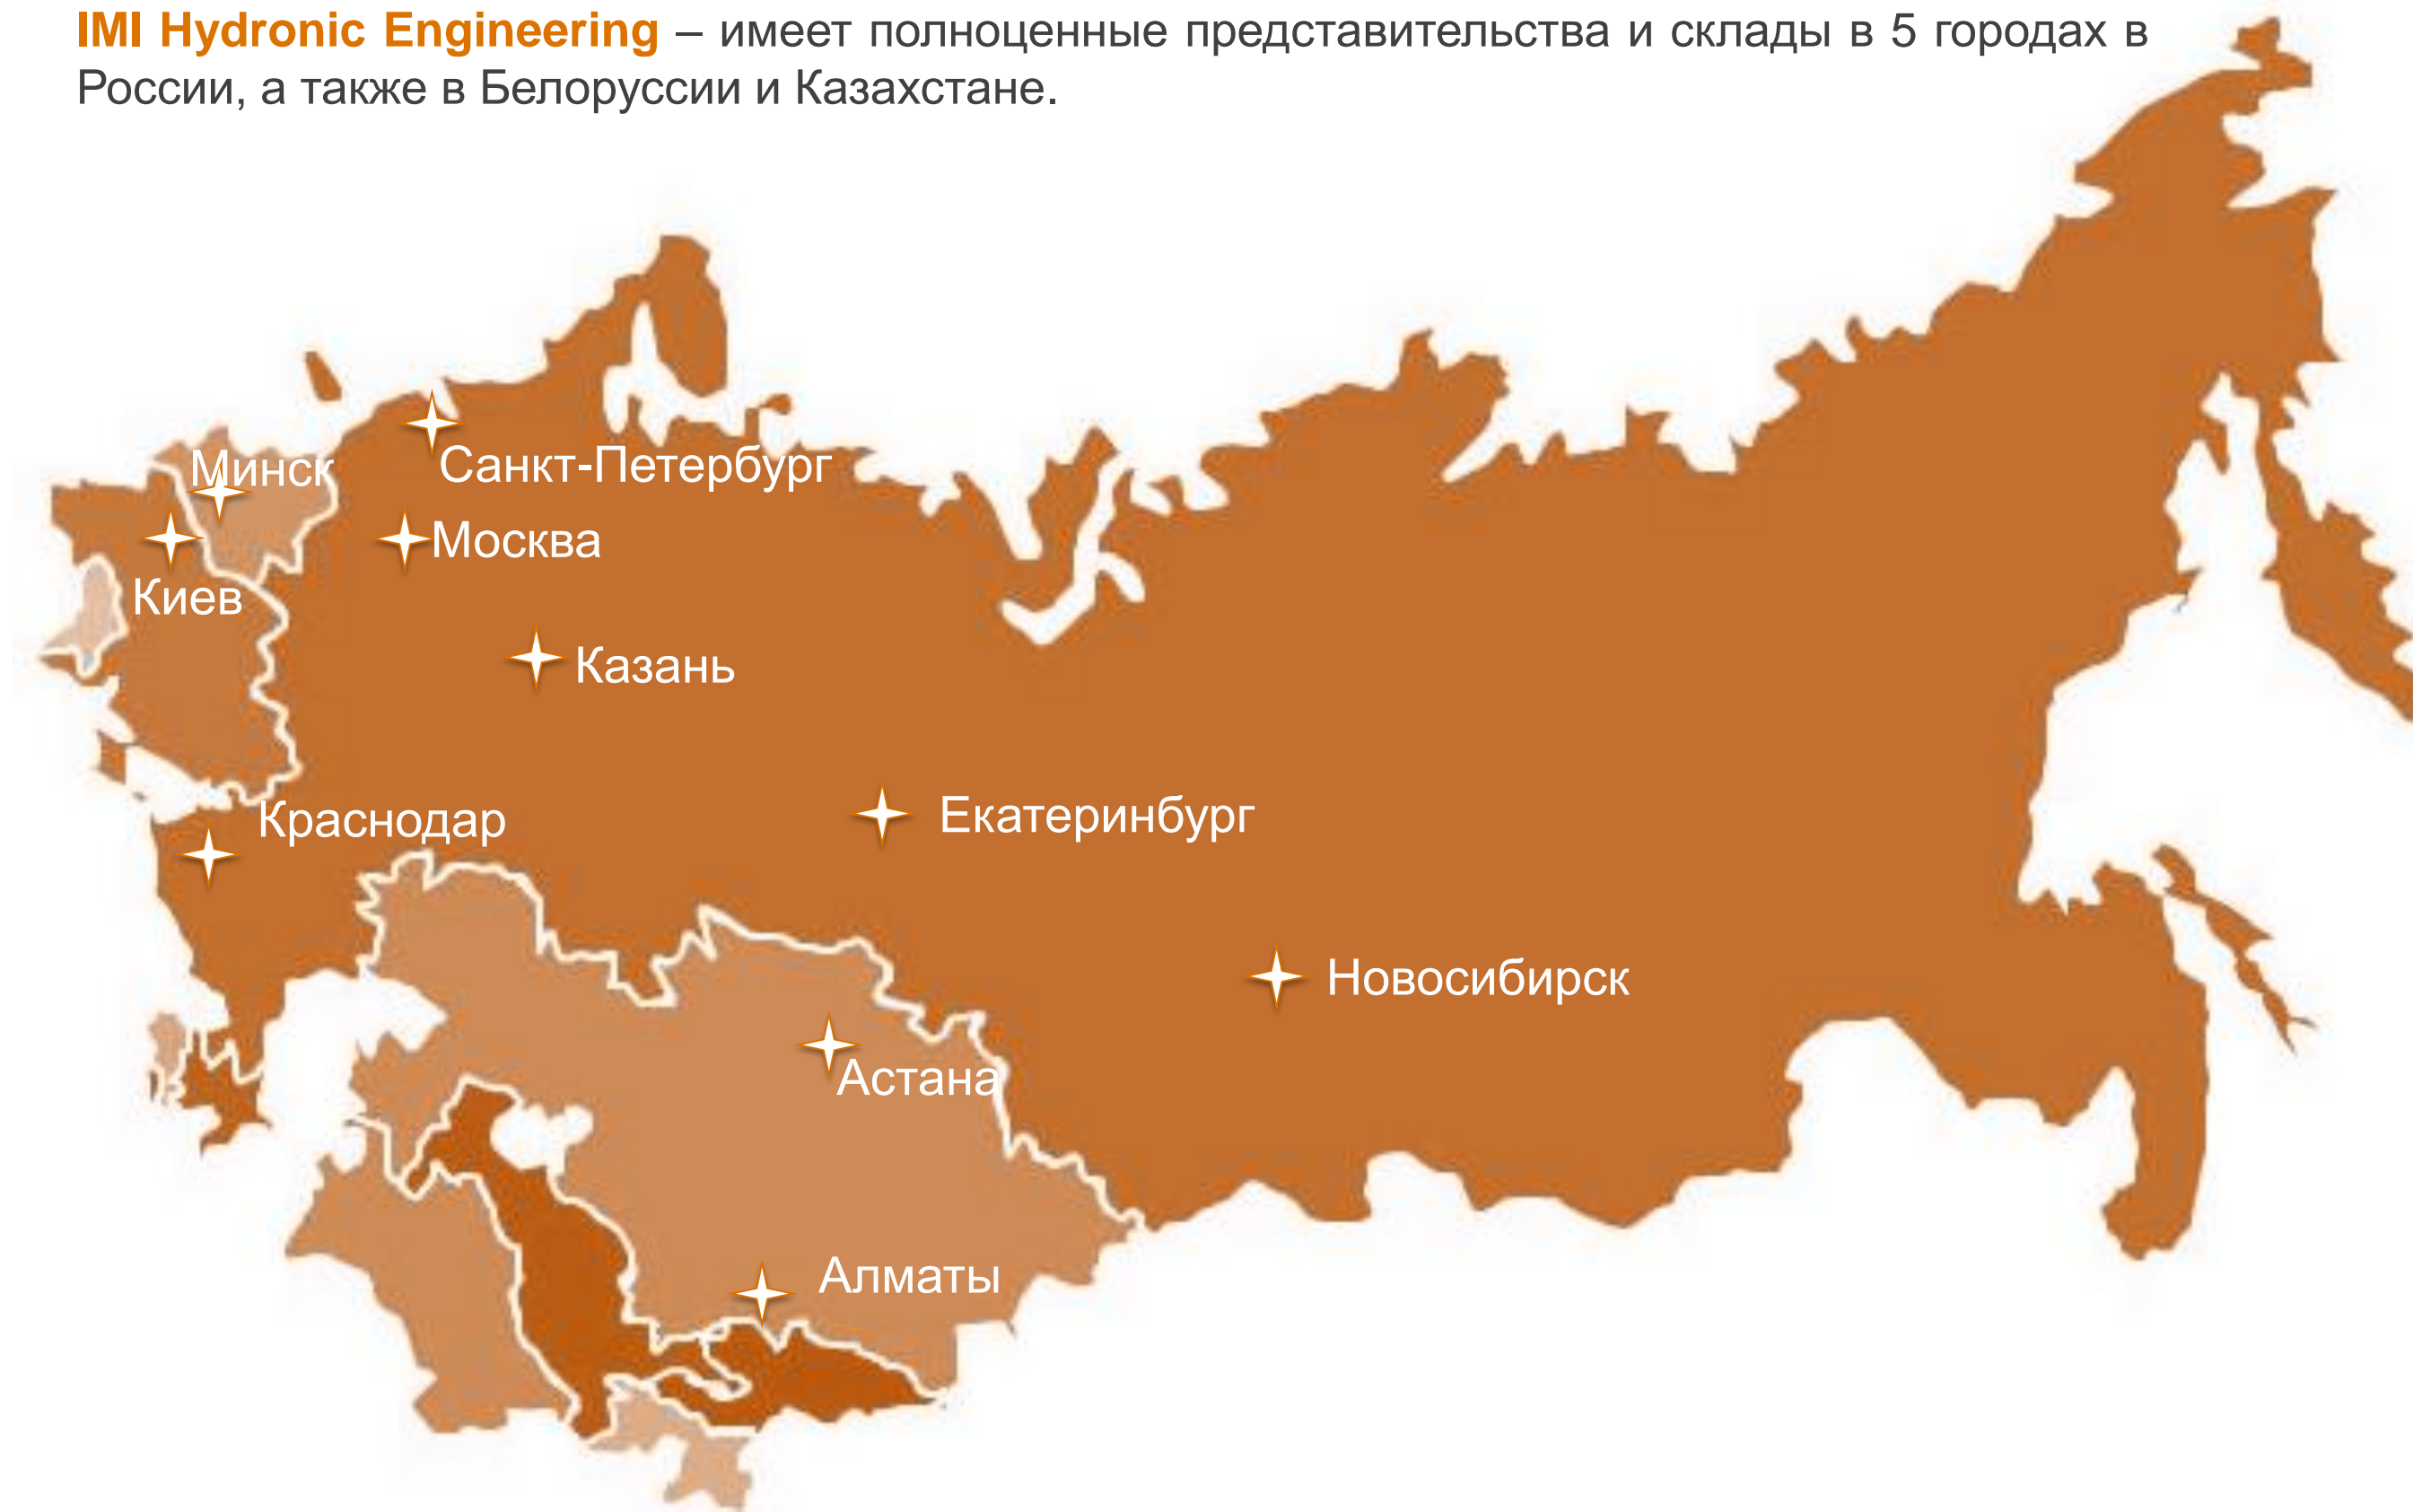 IMI Hydronic Engineering – имеет полноценные представительства и склады в 5 городах в
России, а также в Белоруссии и Казахстане.
Минск
Санкт-Петербург
Москва
Киев
Казань
Краснодар
Екатеринбург
Новосибирск
Астана
Алматы